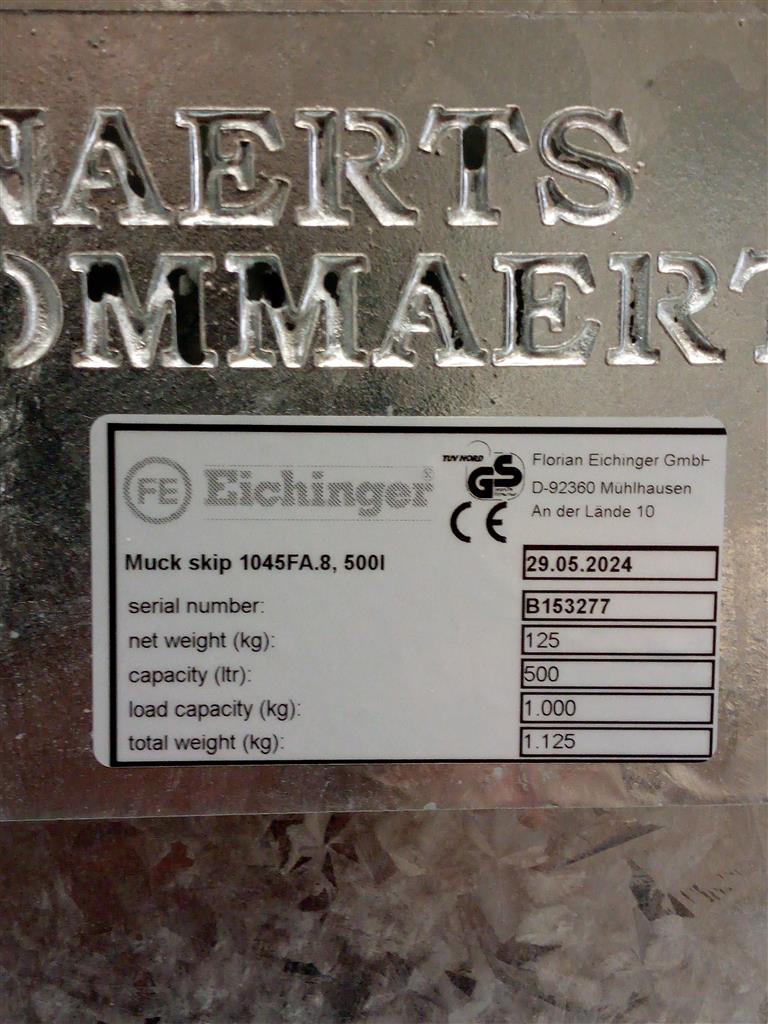 NAERTS
OMMAERT
FE Eichinger®
TUV NORD
GS
CE
Florian Eichinger GmbH
D-92360 Mühlhausen
An der Lände 10
Muck skip 1045FA.8, 500l 29.05.2024
serial number: B153277
net weight (kg): 125
capacity (ltr): 500
load capacity (kg): 1.000
total weight (kg): 1.125